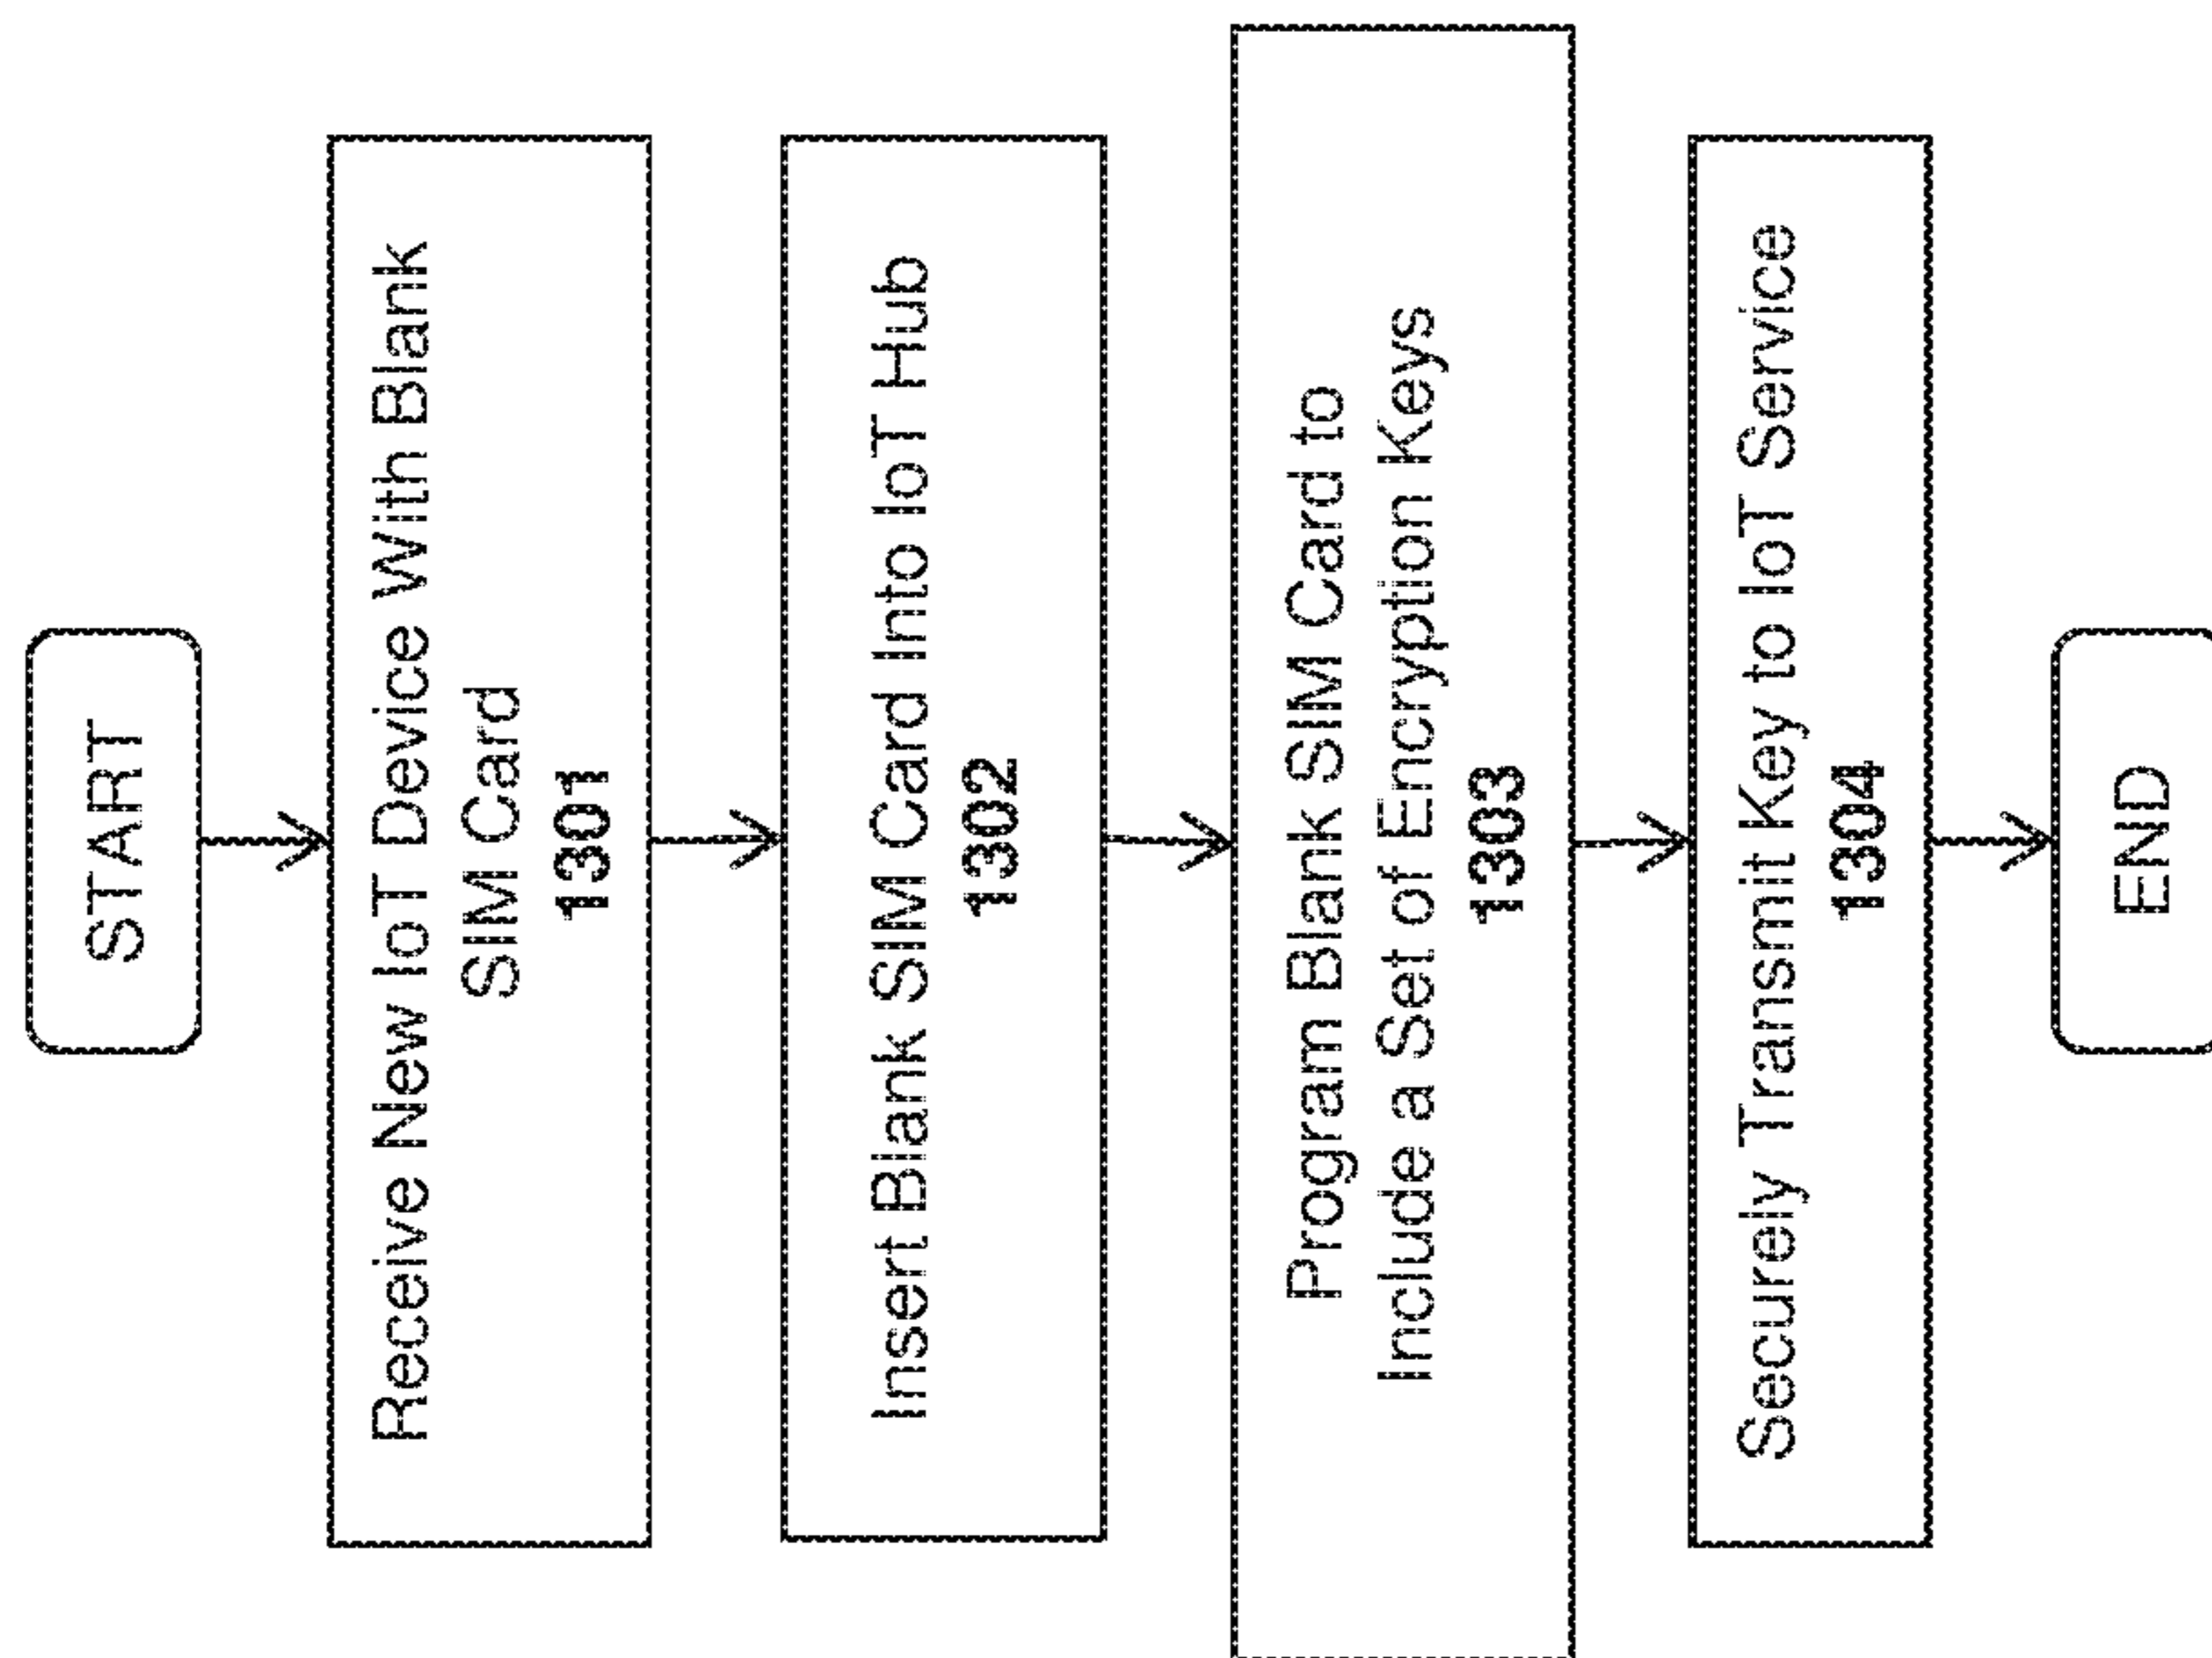 START
Receive New IoT Device With Blank
SIM Card
1301
Insert Blank SIM Card Into IoT Hub
1302
Program Blank SIM Card to
Include a Set of Encryption Keys
1303
Securely Transmit Key to IoT Service
1304
END